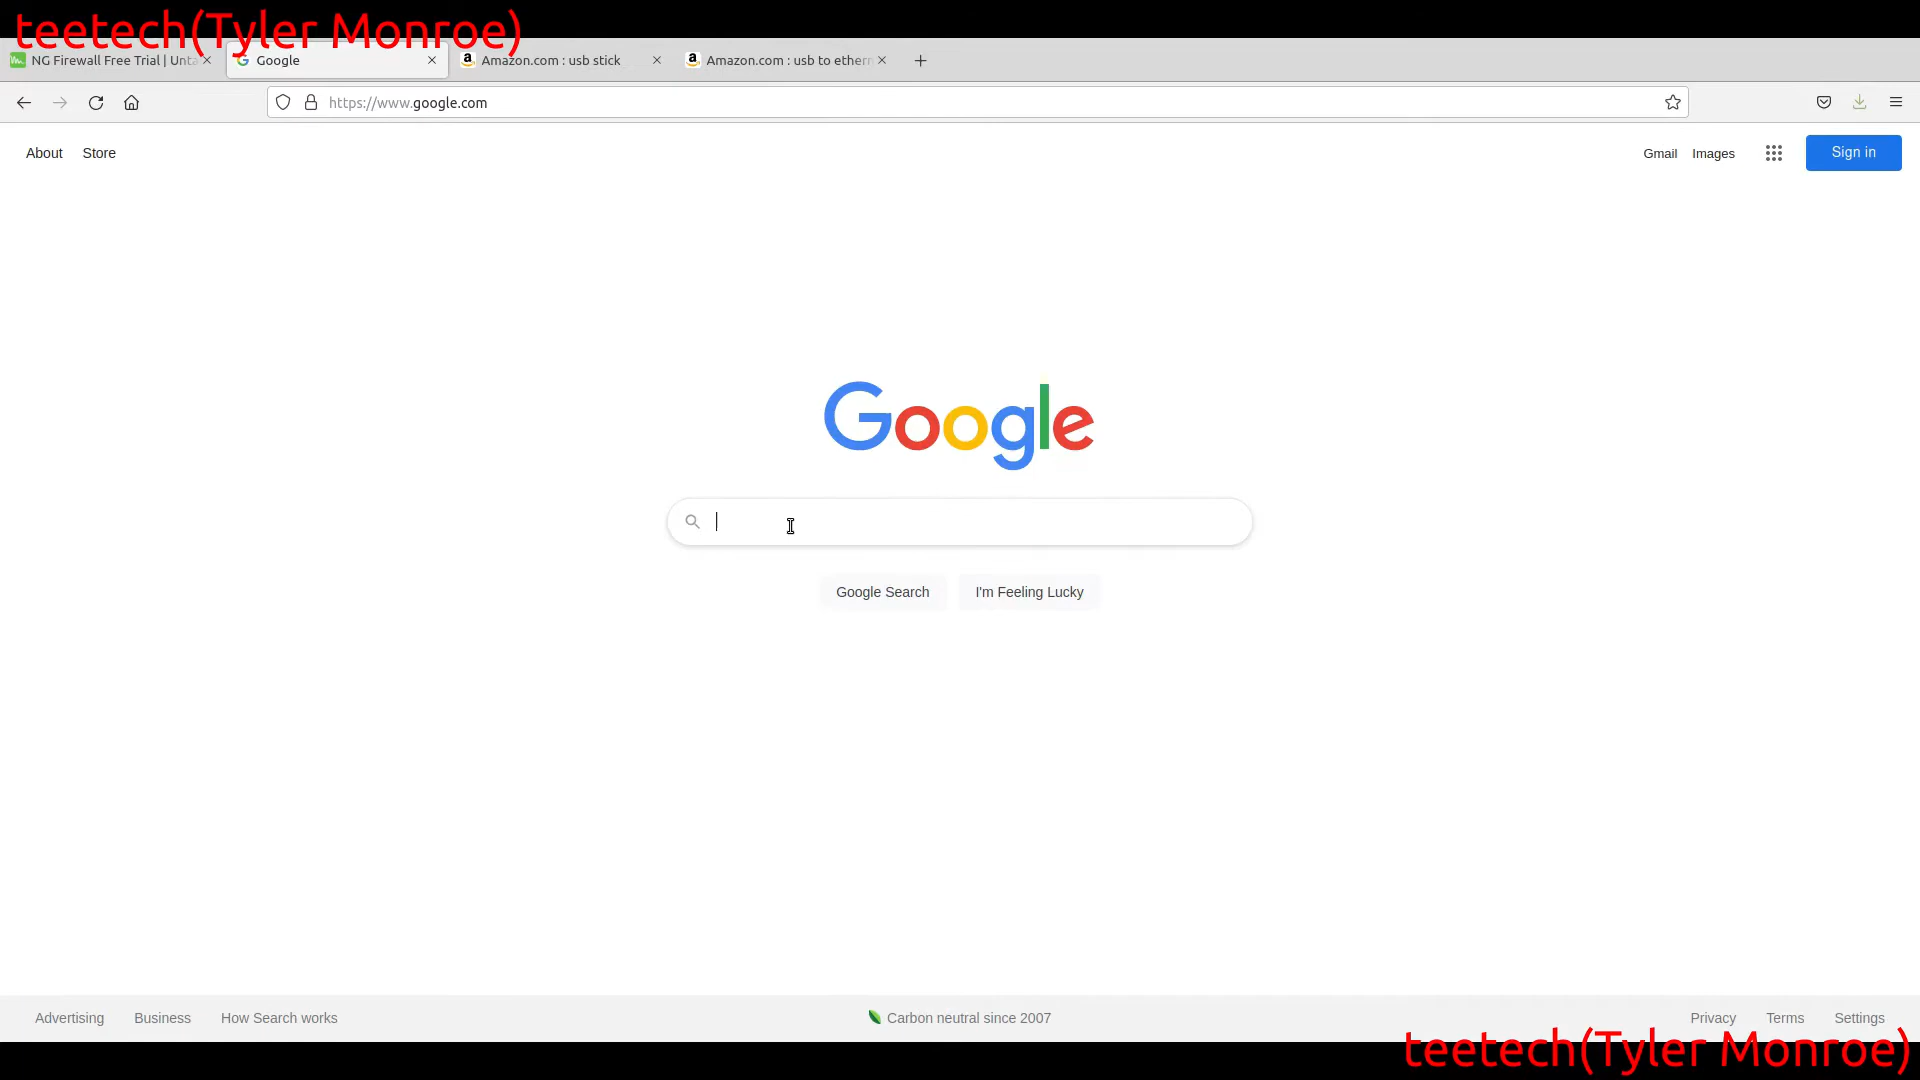 teetech(Tyler Monroe)
NG Firewall Free Trial | Unta
Google
Amazon.com : usb stick
Amazon.com : usb to ethern
https://www.google.com
About Store
Gmail Images
Sign in
Google
Google Search I'm Feeling Lucky
Advertising Business How Search works
Carbon neutral since 2007
Privacy Terms Settings
teetech(Tyler Monroe)